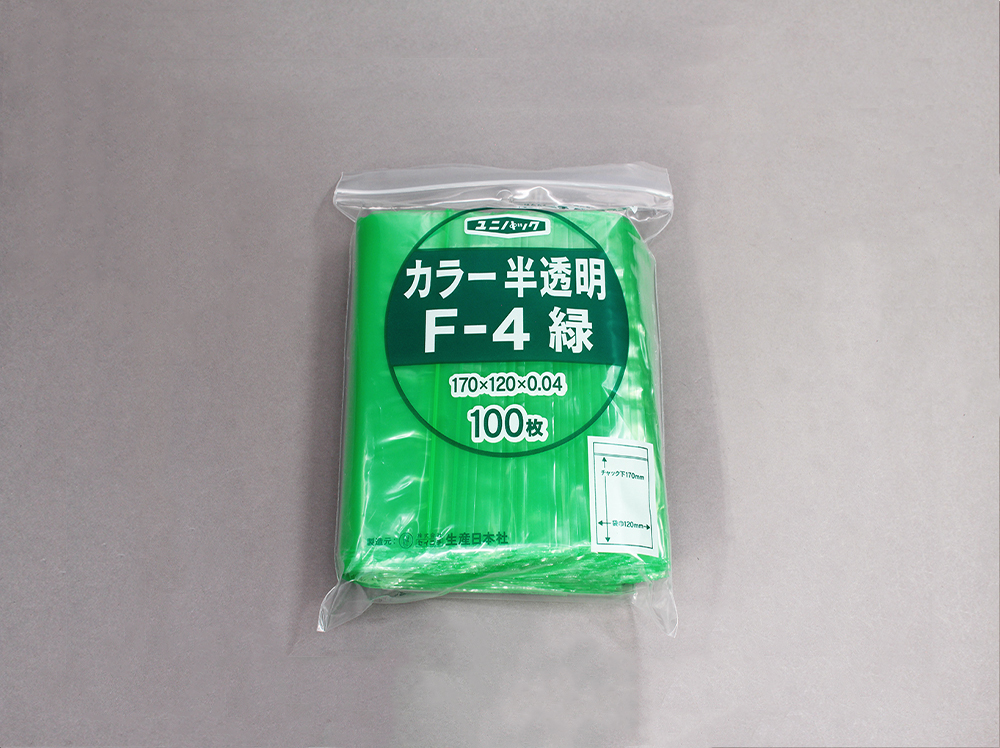 ユニパック
カラー半透明
F-4 緑
170×120×0.04
100枚
チャック下170mm
袋巾120mm
製造元:
生産日本社